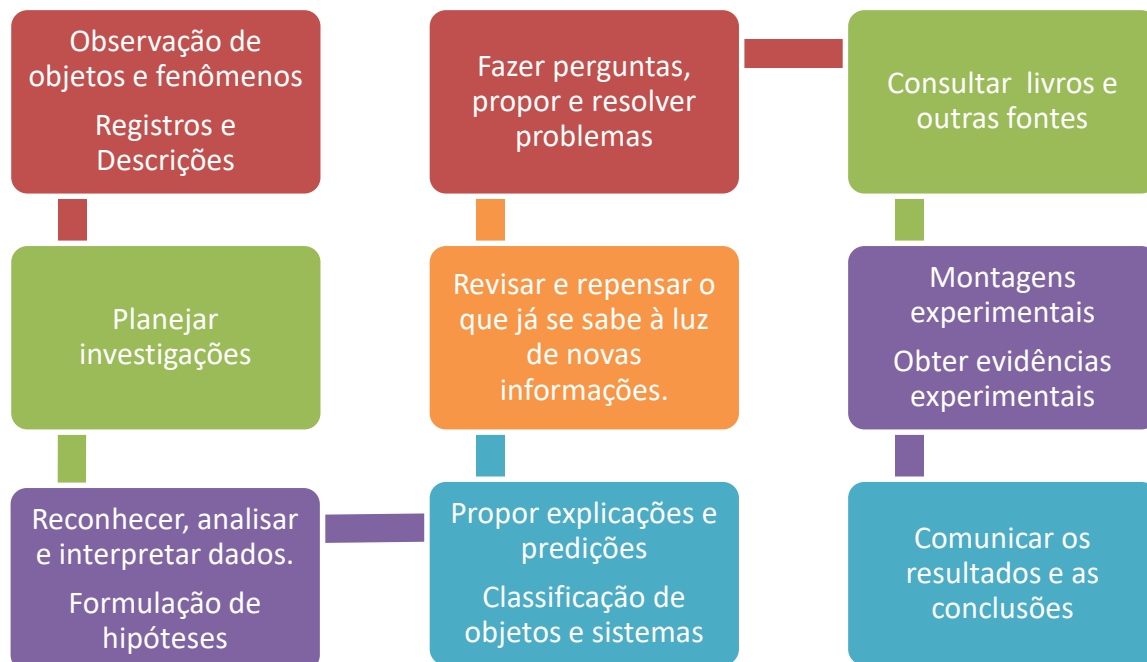 Observação de
objetos e fenômenos
Registros e
Descrições
Planejar
investigações
Reconhecer, analisar
e interpretar dados.
Formulação de
hipóteses
Propor explicações e
predições
Classificação de
objetos e sistemas
Revisar e repensar o
que já se sabe à luz
de novas
informações.
Fazer perguntas,
propor e resolver
problemas
Consultar livros e
outras fontes
Montagens
experimentais
Obter evidências
experimentais
Comunicar os
resultados e as
conclusões